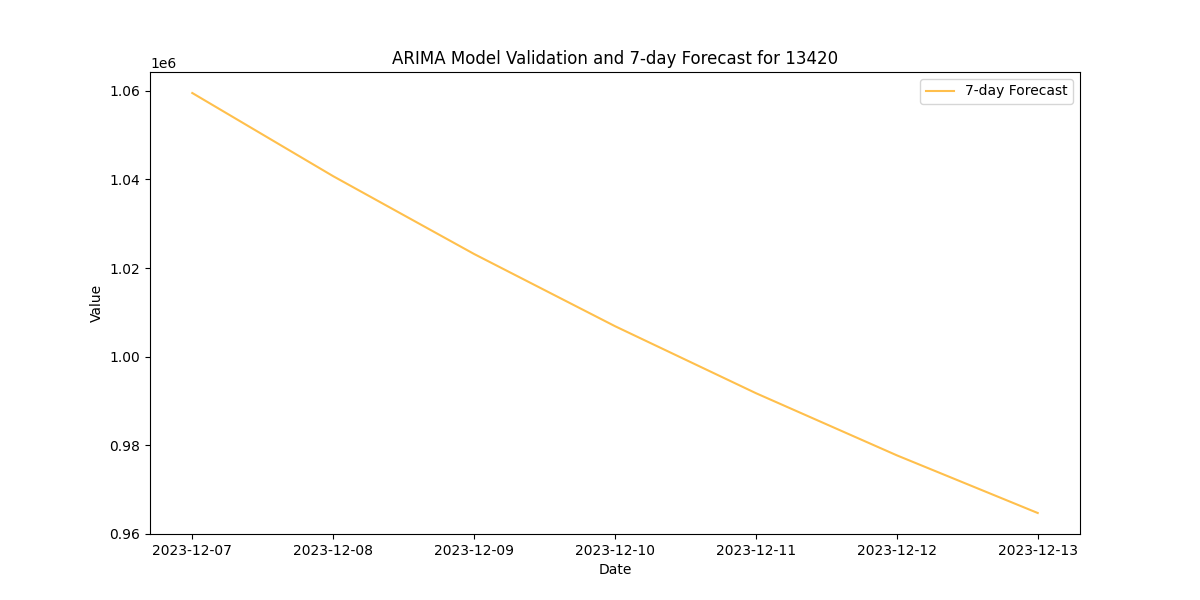 ARIMA Model Validation and 7-day Forecast for 13420
1e6
7-day Forecast
1.06
1.04
1.02
1.00
0.98
0.96
Value
2023-12-07 2023-12-08 2023-12-09 2023-12-10 2023-12-11 2023-12-12 2023-12-13
Date